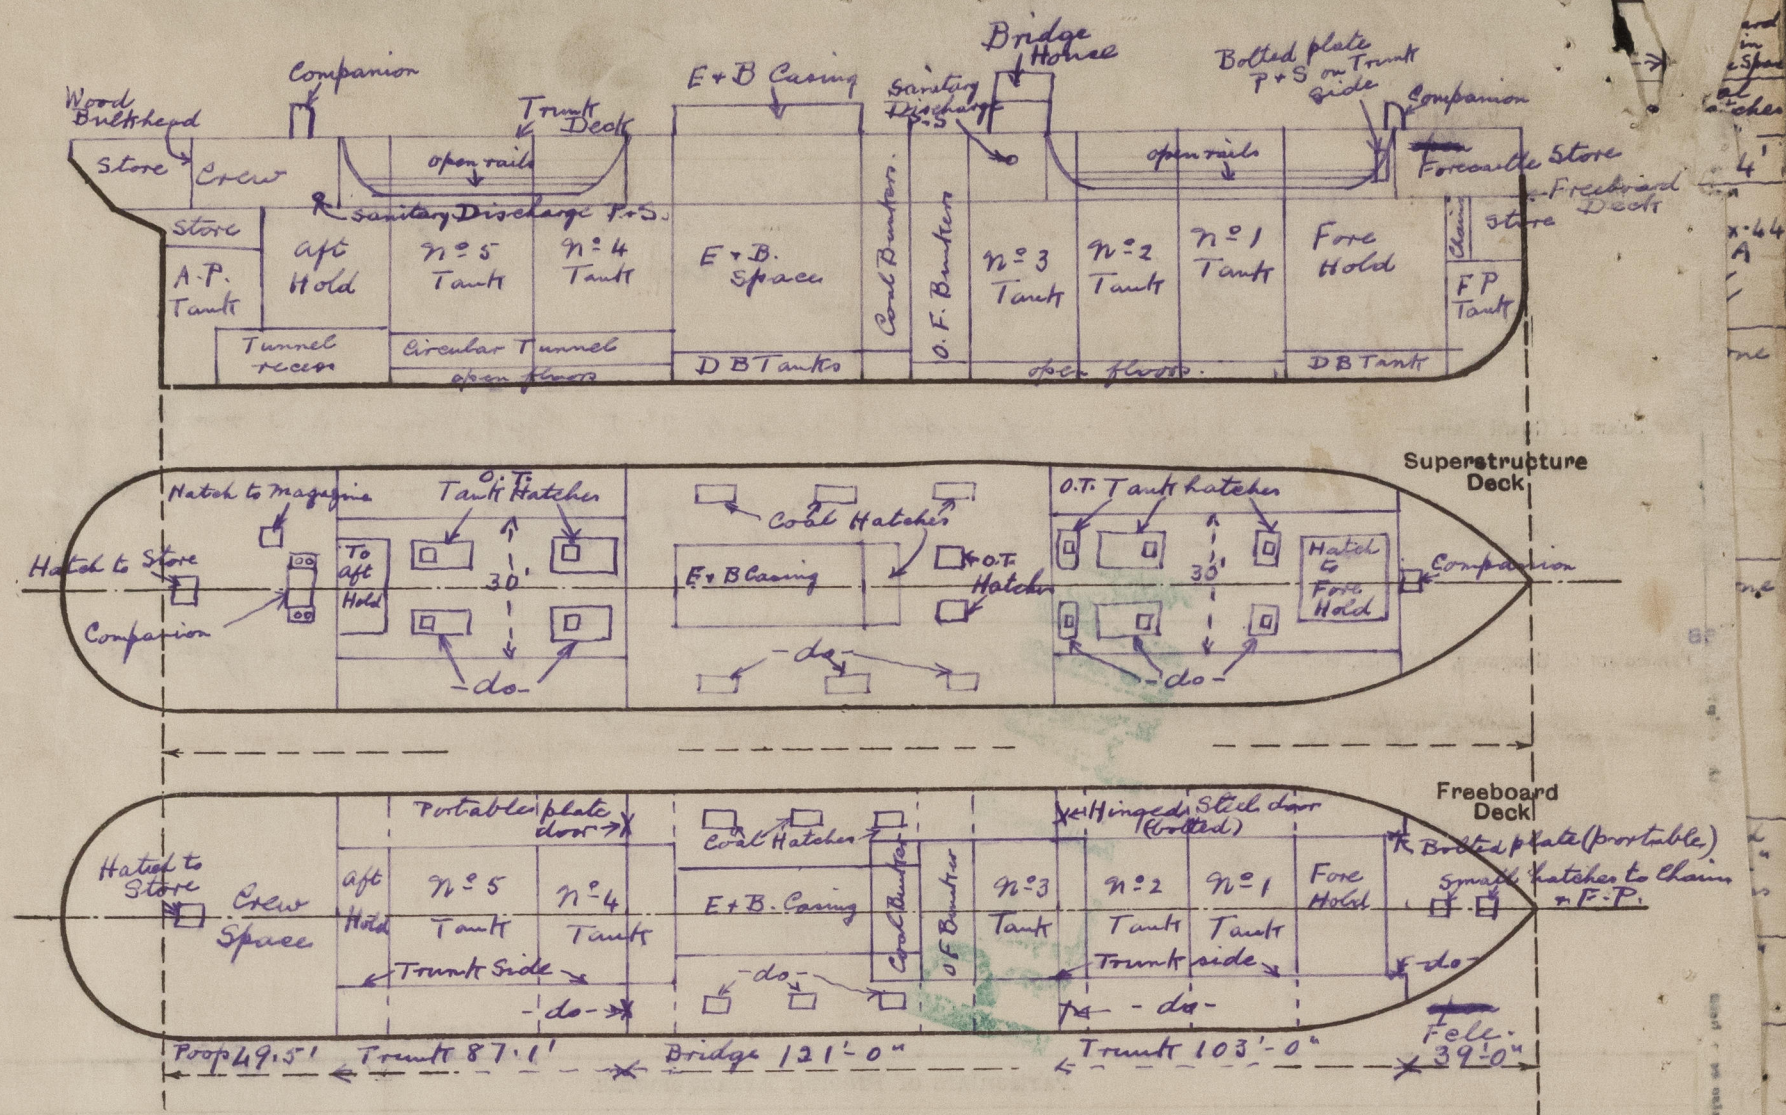 Bridge
House
Bolted plate
P + S on Trunk
side
Companion
E + B Casing
Sanitary
Discharge
S.S
Companion
Wood
Bulkhead
Trunk
Deck
Store
Crew
open rails
open rails
Forecastle Store
Freeboard
Deck
Sanitary Discharge P+S.
Store
Aft
Hold
No 5
Tank
No 4
Tank
E + B.
Space
Coal Bunkers.
O.F. Bunkers
No 3
Tank
No 2
Tank
No 1
Tank
Fore
Hold
Chains
Store
A.P.
Tank
F P
Tank
Tunnel
recess
Circular Tunnel
open floors
D B Tanks
open floors.
D B Tank
Superstructure
Deck
Hatch to Magazine
O.T.
Tank Hatches
Coal Hatches
O.T. Tank hatches
Hatch to Store
To
Aft
Hold
30'
E + B Casing
O.T.
Hatches
30'
Hatch
to
Fore
Hold
Companion
Companion
-do-
-do-
-do-
Freeboard
Deck
Portable plate
door
Coal Hatches
Hinged Steel door
(bolted)
Bolted plate (portable)
Small hatches to Chains
+ F.P.
Hatch to
Store
Crew
Space
Aft
Hold
No 5
Tank
No 4
Tank
E + B. Casing
Coal Bunker
O F Bunker
No 3
Tank
No 2
Tank
No 1
Tank
Fore
Hold
Trunk Side
-do-
Trunk side
-do-
-do-
-do-
Poop 49.5'
Trunk 87.1'
Bridge 121'-0"
Trunk 103'-0"
Fcle.
39'-0"